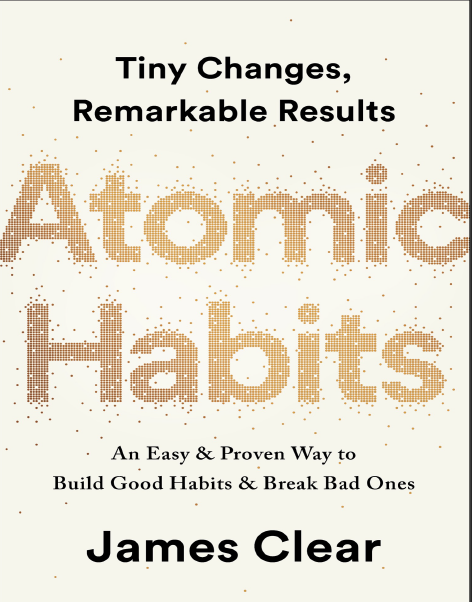 Tiny Changes,
Remarkable Results
Atomic
Habits
An Easy & Proven Way to
Build Good Habits & Break Bad Ones
James Clear